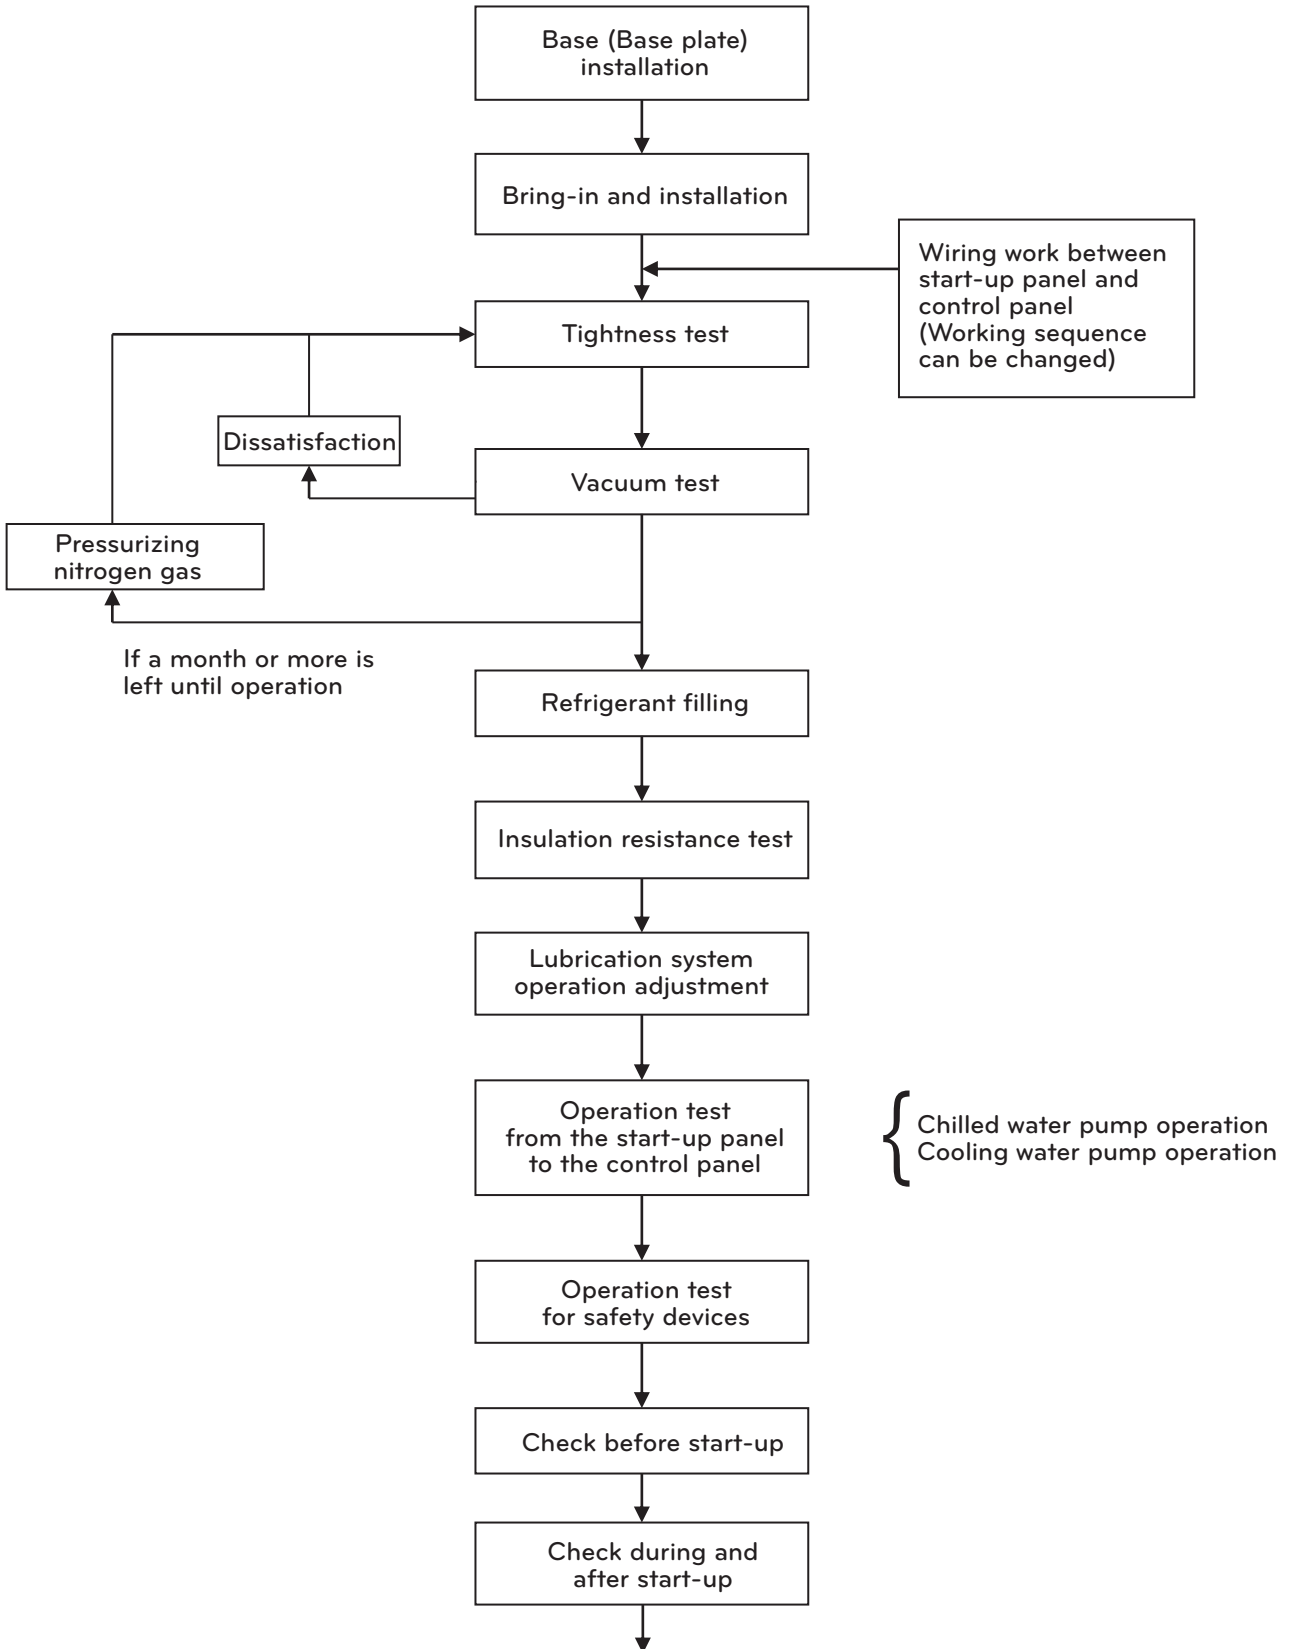 Base (Base plate)
installation
Bring-in and installation
Wiring work between
start-up panel and
control panel
(Working sequence
can be changed)
Tightness test
Dissatisfaction
Vacuum test
Pressurizing
nitrogen gas
If a month or more is
left until operation
Refrigerant filling
Insulation resistance test
Lubrication system
operation adjustment
Operation test
from the start-up panel
to the control panel
Chilled water pump operation
Cooling water pump operation
Operation test
for safety devices
Check before start-up
Check during and
after start-up